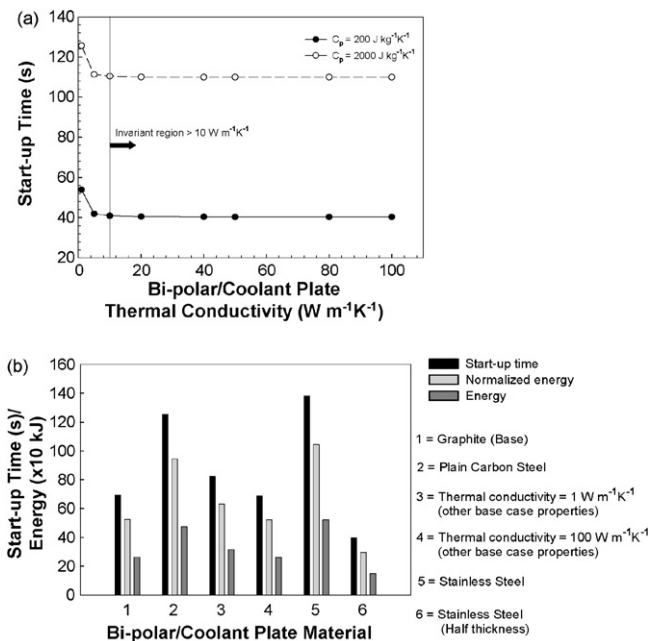 (a)
140
120
100
80
60
40
20
Start-up Time (s)
Cp = 200 J kg⁻¹K⁻¹
Cp = 2000 J kg⁻¹K⁻¹
Invariant region > 10 W m⁻¹K⁻¹
0 20 40 60 80 100
Bi-polar/Coolant Plate
Thermal Conductivity (W m⁻¹K⁻¹)
(b)
160
140
120
100
80
60
40
20
0
Start-up Time (s)/
Energy (x10 kJ)
1 2 3 4 5 6
Bi-polar/Coolant Plate Material
Start-up time
Normalized energy
Energy
1 = Graphite (Base)
2 = Plain Carbon Steel
3 = Thermal conductivity = 1 W m⁻¹K⁻¹
(other base case properties)
4 = Thermal conductivity = 100 W m⁻¹K⁻¹
(other base case properties)
5 = Stainless Steel
6 = Stainless Steel
(Half thickness)